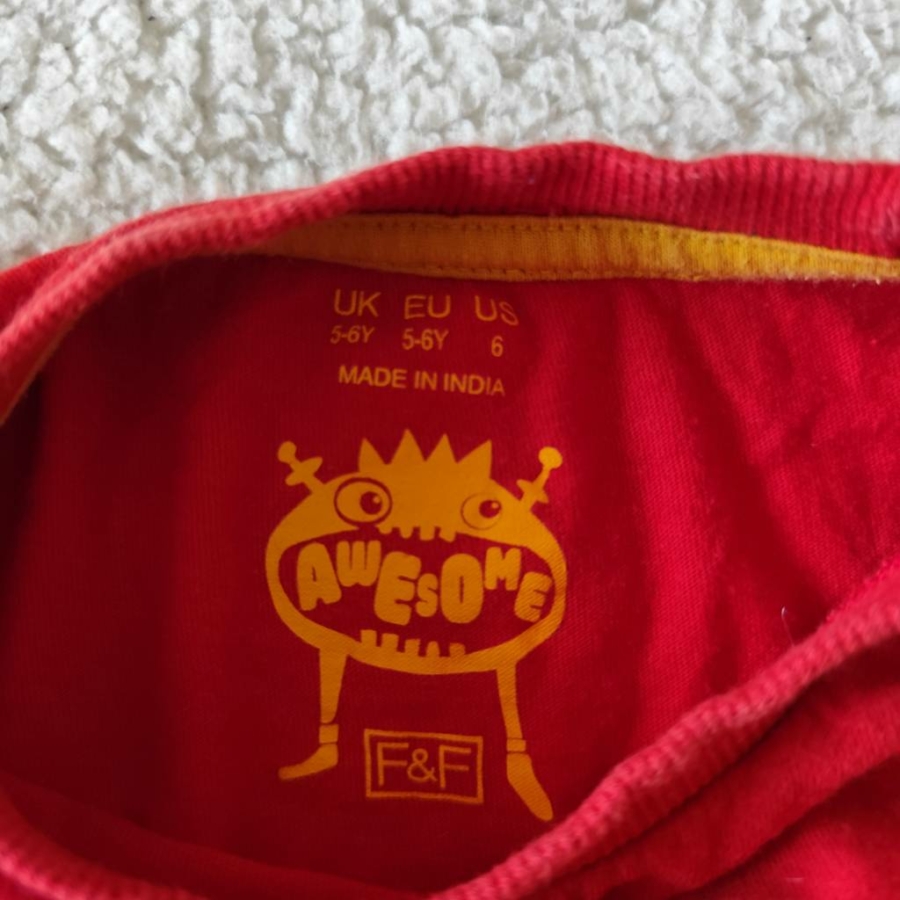 UK EU US
5-6Y 5-6Y 6
MADE IN INDIA
AWESOME
F&F